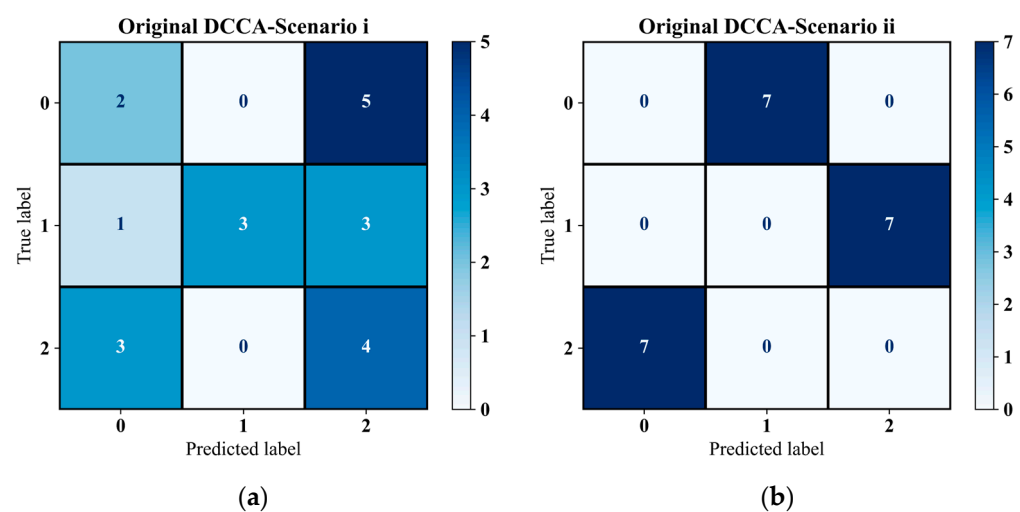 Original DCCA-Scenario i
True label
0
1
2
2 0 5
1 3 3
3 0 4
0 1 2
Predicted label
5
4
3
2
1
0
(a)
Original DCCA-Scenario ii
True label
0
1
2
0 7 0
0 0 7
7 0 0
0 1 2
Predicted label
7
6
5
4
3
2
1
0
(b)